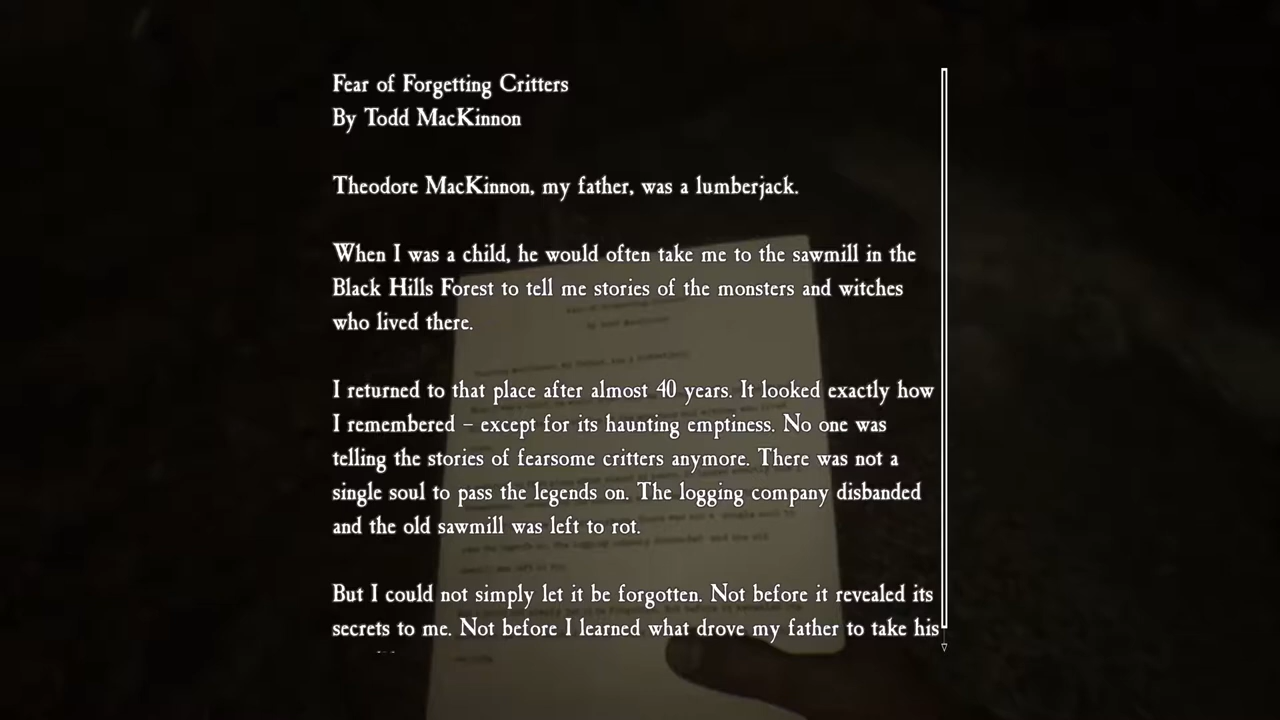 Fear of Forgetting Critters
By Todd MacKinnon
Theodore MacKinnon, my father, was a lumberjack.
When I was a child, he would often take me to the sawmill in the
Black Hills Forest to tell me stories of the monsters and witches
who lived there.
I returned to that place after almost 40 years. It looked exactly how
I remembered – except for its haunting emptiness. No one was
telling the stories of fearsome critters anymore. There was not a
single soul to pass the legends on. The logging company disbanded
and the old sawmill was left to rot.
But I could not simply let it be forgotten. Not before it revealed its
secrets to me. Not before I learned what drove my father to take his